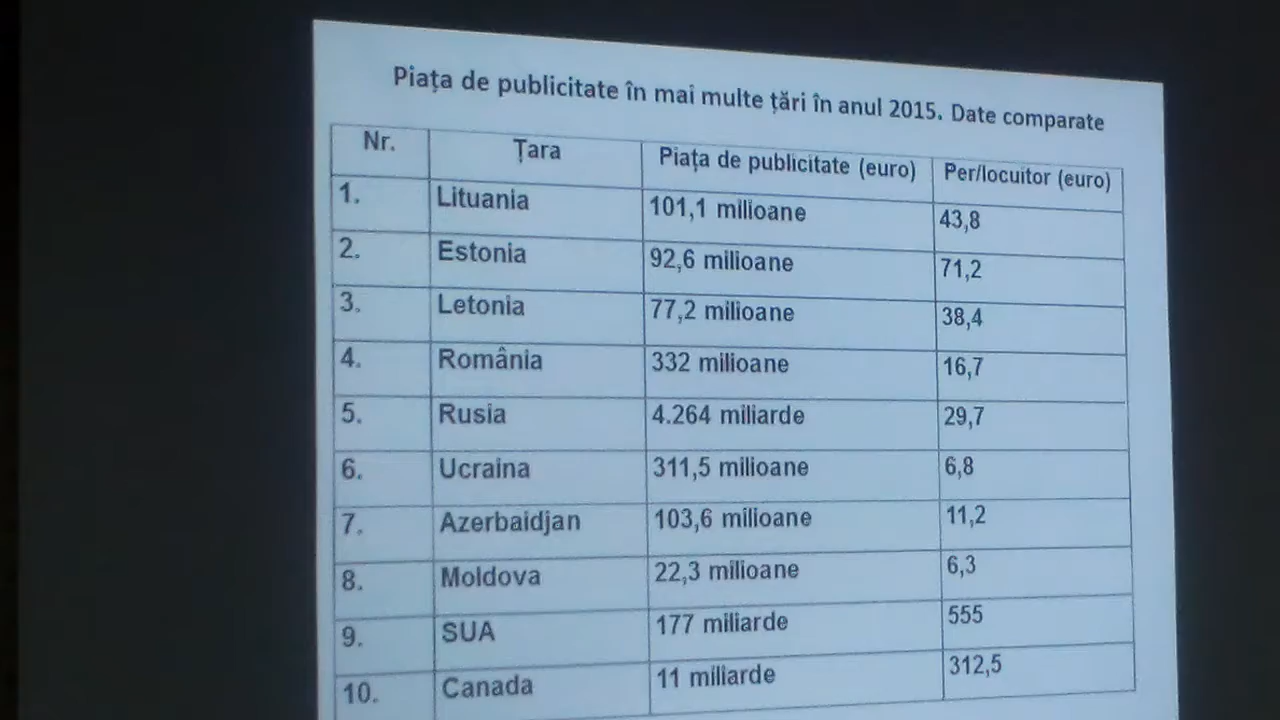 Piața de publicitate în mai multe țări în anul 2015. Date comparate
Nr. Țara Piața de publicitate (euro) Per/locuitor (euro)
1. Lituania 101,1 milioane 43,8
2. Estonia 92,6 milioane 71,2
3. Letonia 77,2 milioane 38,4
4. România 332 milioane 16,7
5. Rusia 4.264 miliarde 29,7
6. Ucraina 311,5 milioane 6,8
7. Azerbaidjan 103,6 milioane 11,2
8. Moldova 22,3 milioane 6,3
9. SUA 177 miliarde 555
10. Canada 11 miliarde 312,5